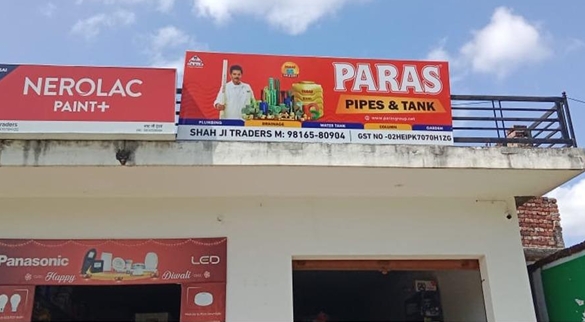 NEROLAC
PAINT+
PARAS
PIPES & TANK
www.parasgroup.net
PLUMBING DRAINAGE WATER TANK COLUMN GARDEN
SHAH JI TRADERS M: 98165-80904
GST NO -02HEIPK7070H1ZG
Panasonic
Happy Diwali
LED